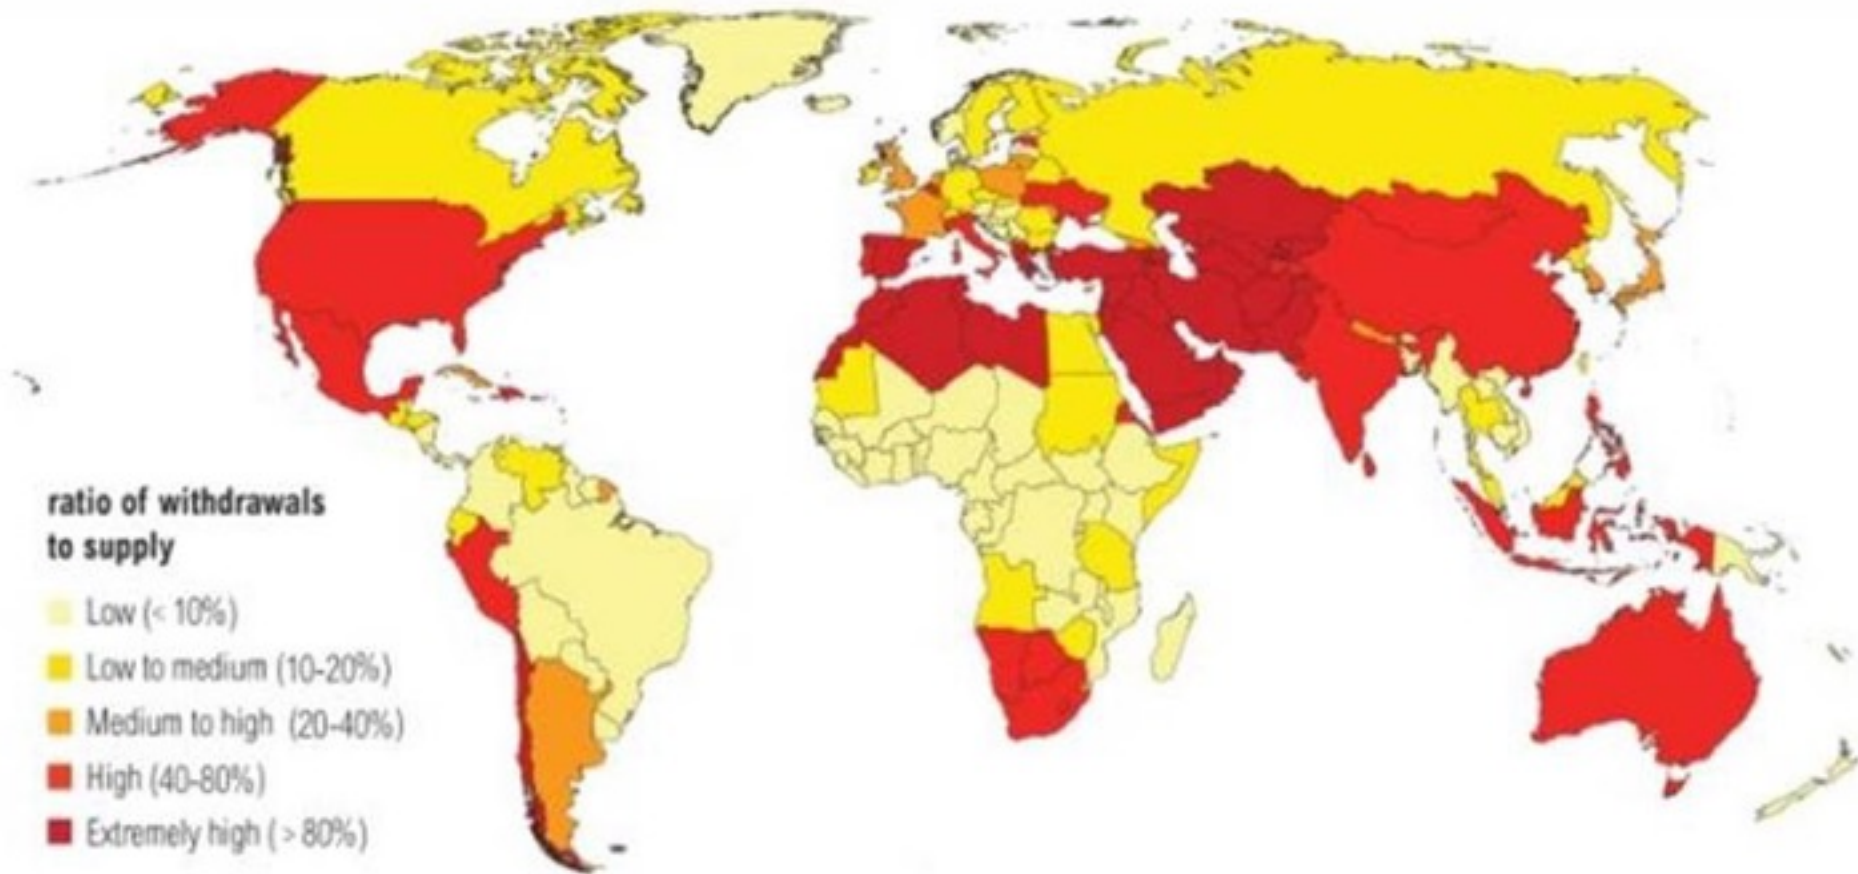 ratio of withdrawals
to supply
Low (< 10%)
Low to medium (10-20%)
Medium to high (20-40%)
High (40-80%)
Extremely high ( > 80%)